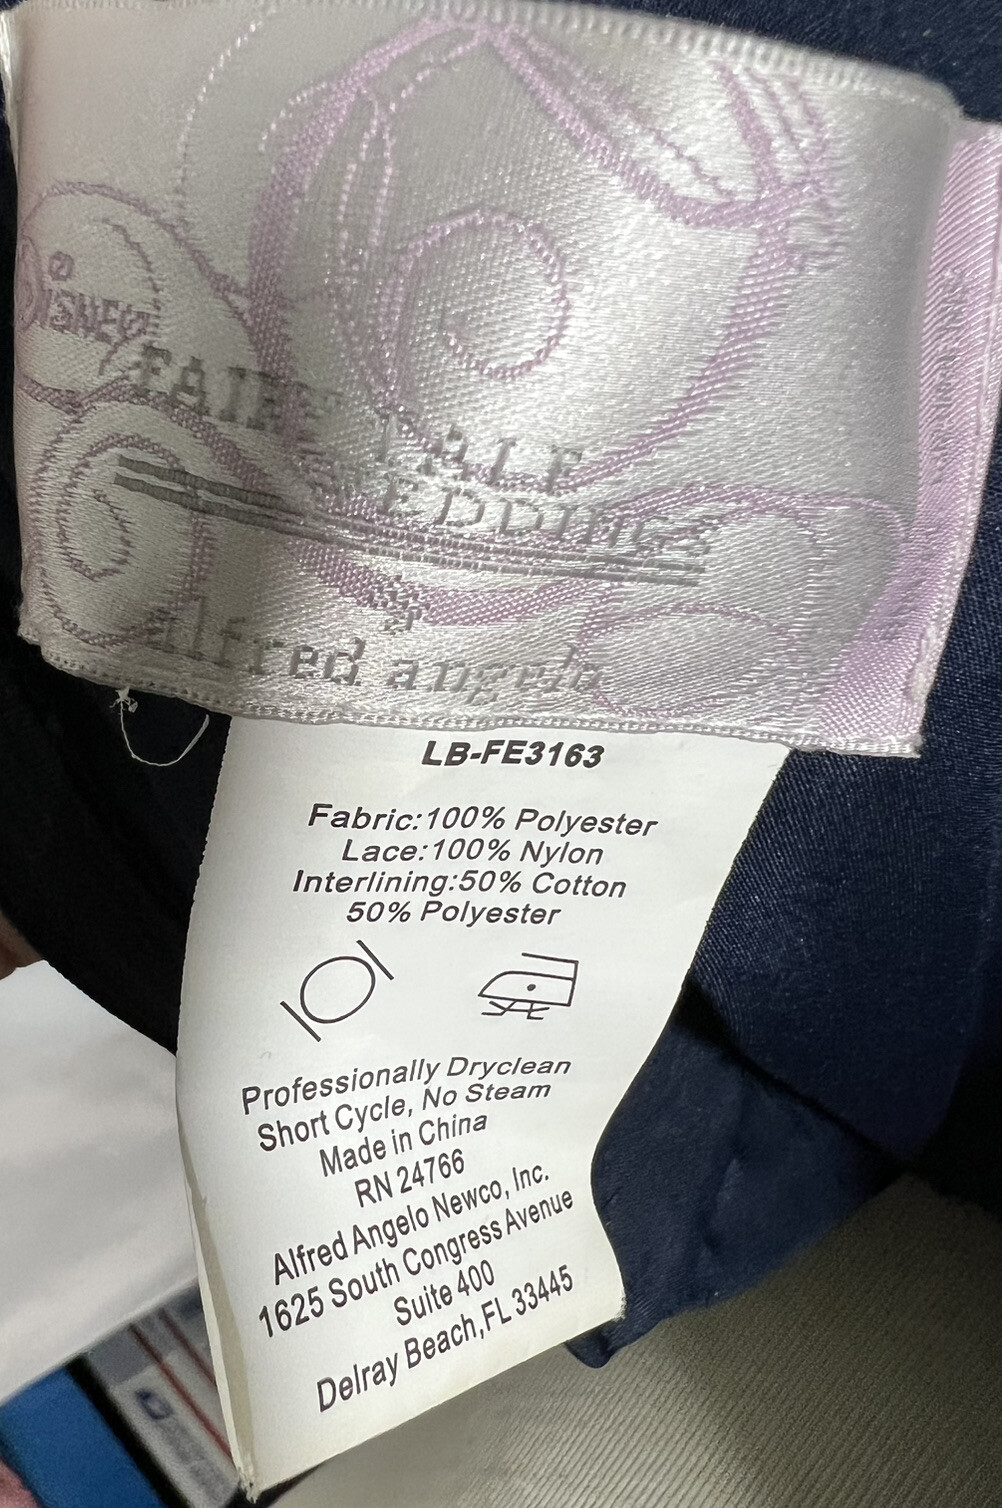 Disney
FAIRY TALE
WEDDINGS
alfred angelo
LB-FE3163
Fabric:100% Polyester
Lace:100% Nylon
Interlining:50% Cotton
50% Polyester
Professionally Dryclean
Short Cycle, No Steam
Made in China
RN 24766
Alfred Angelo Newco, Inc.
1625 South Congress Avenue
Suite 400
Delray Beach,FL 33445